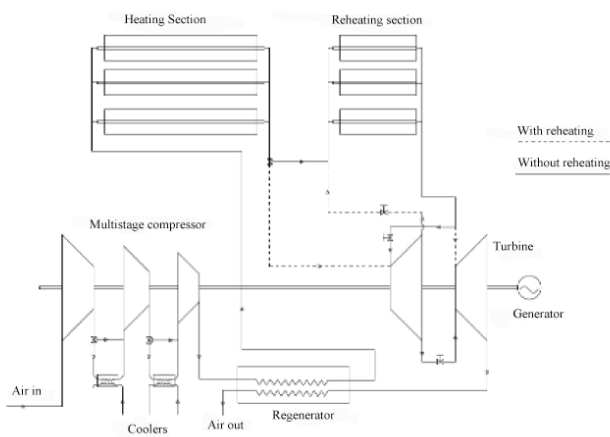 Heating Section
Reheating section
With reheating
Without reheating
Multistage compressor
Turbine
Generator
Air in
Coolers
Air out
Regenerator